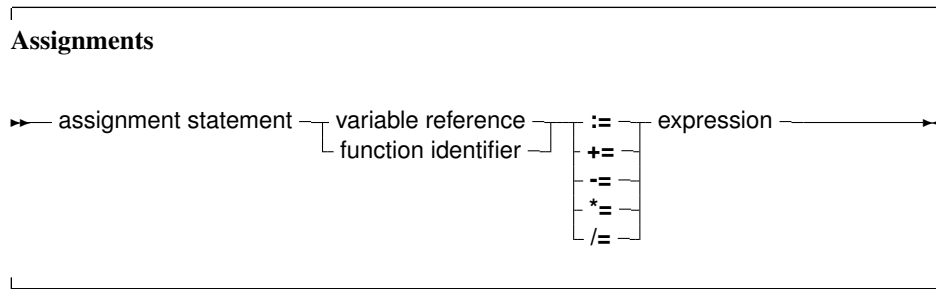 Assignments
assignment statement variable reference := expression
function identifier +=
-=
*=
/=